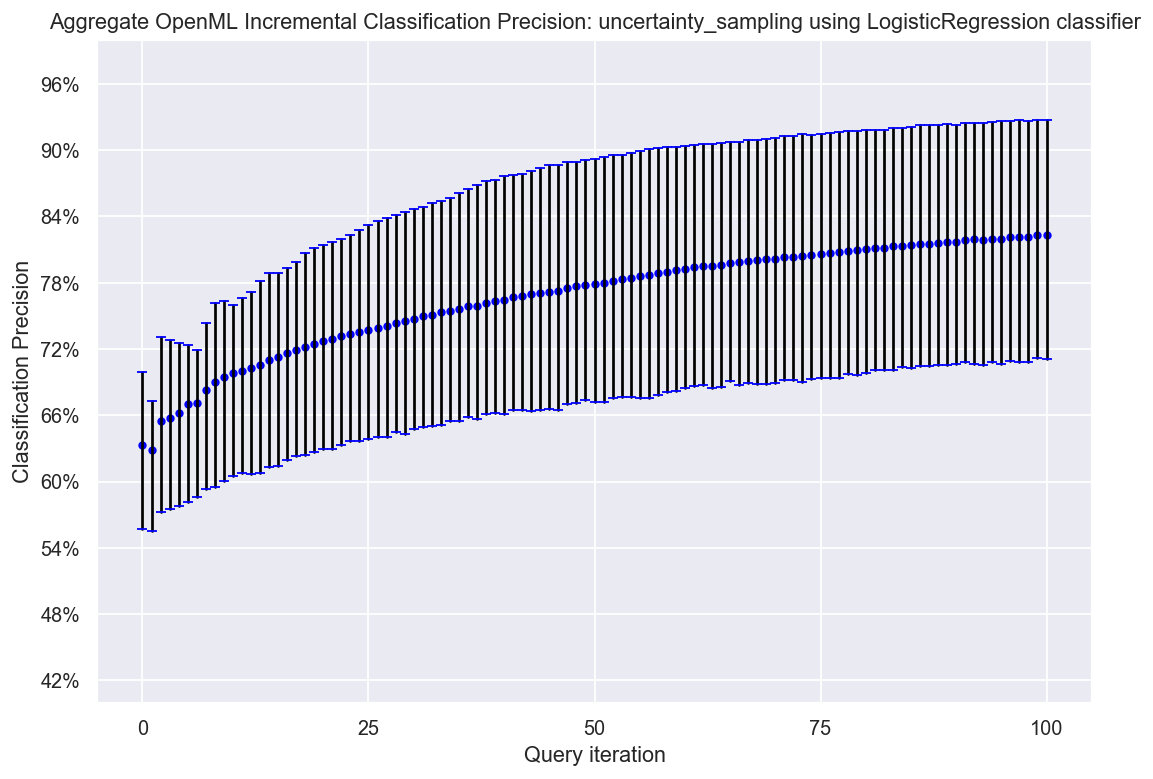 Aggregate OpenML Incremental Classification Precision: uncertainty_sampling using LogisticRegression classifier
96%
90%
84%
78%
72%
66%
60%
54%
48%
42%
Classification Precision
0 25 50 75 100
Query iteration